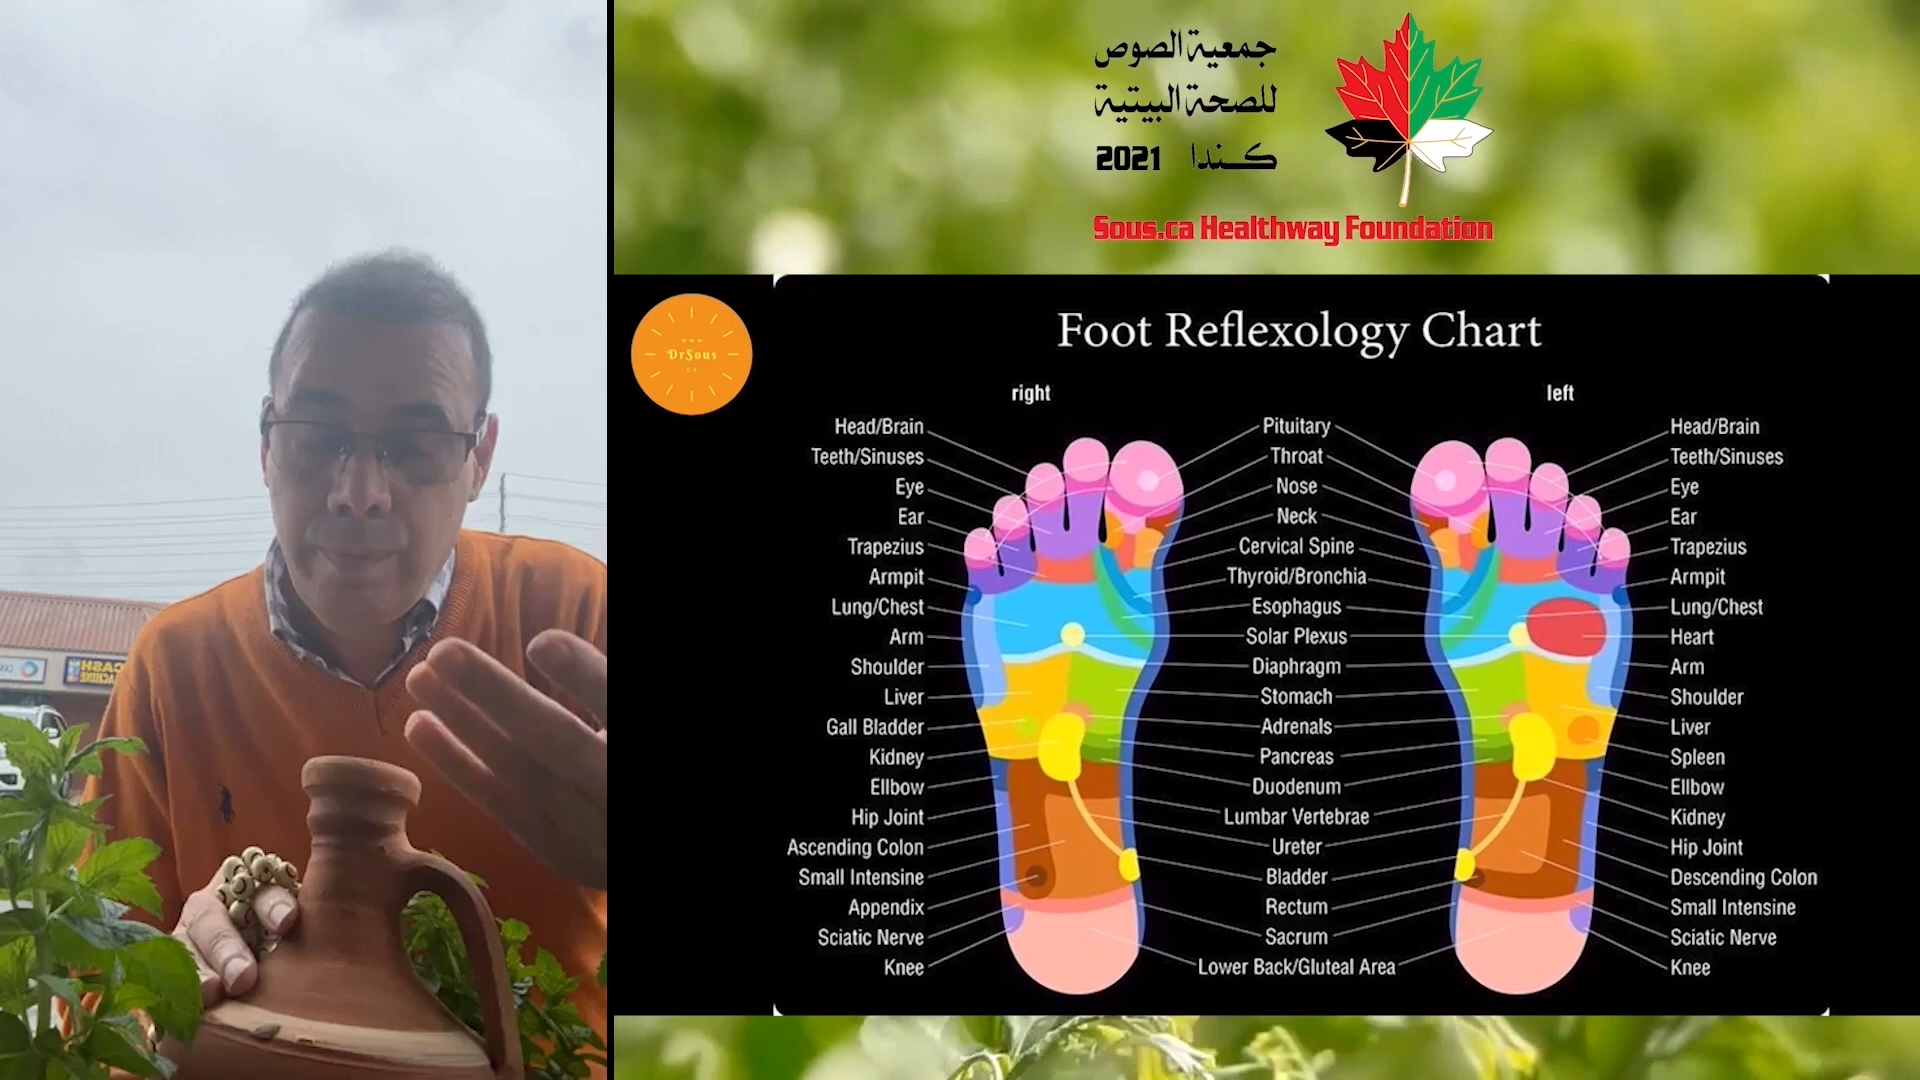 جمعية الصوص
للصحة البيتية
كندا 2021
Sous.ca Healthway Foundation
DrSous
Foot Reflexology Chart
right
left
Head/Brain
Teeth/Sinuses
Eye
Ear
Trapezius
Armpit
Lung/Chest
Arm
Shoulder
Liver
Gall Bladder
Kidney
Ellbow
Hip Joint
Ascending Colon
Small Intensine
Appendix
Sciatic Nerve
Knee
Pituitary
Throat
Nose
Neck
Cervical Spine
Thyroid/Bronchia
Esophagus
Solar Plexus
Diaphragm
Stomach
Adrenals
Pancreas
Duodenum
Lumbar Vertebrae
Ureter
Bladder
Rectum
Sacrum
Lower Back/Gluteal Area
Head/Brain
Teeth/Sinuses
Eye
Ear
Trapezius
Armpit
Lung/Chest
Heart
Arm
Shoulder
Liver
Spleen
Ellbow
Kidney
Hip Joint
Descending Colon
Small Intensine
Sciatic Nerve
Knee
CASH
MACHINE